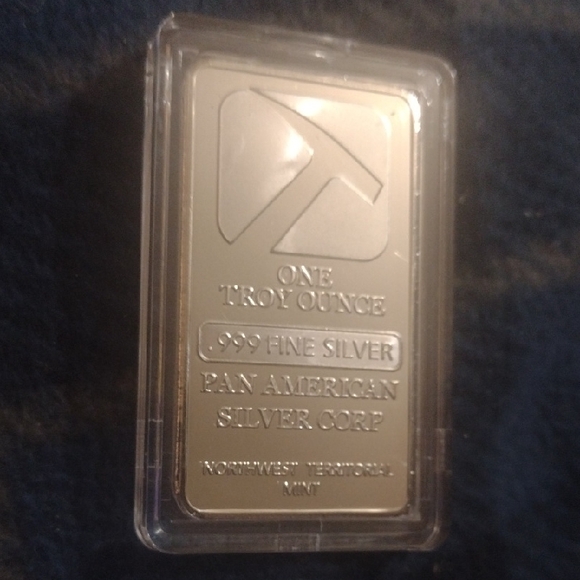 ONE
TROY OUNCE
.999 FINE SILVER
PAN AMERICAN
SILVER CORP
NORTHWEST TERRITORIAL
MINT